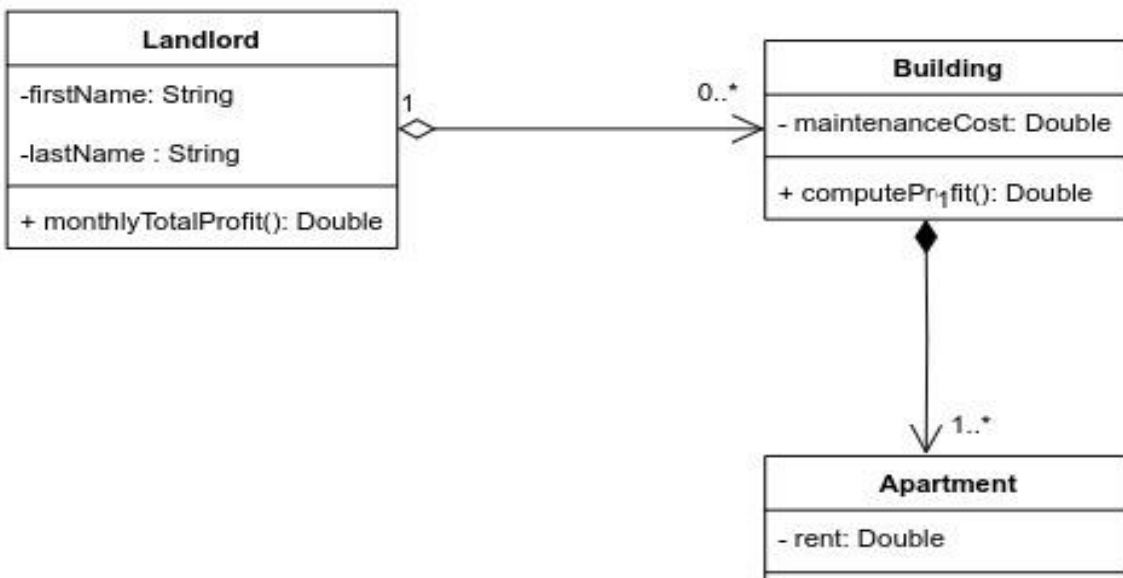 Landlord
-firstName: String
-lastName : String
+ monthlyTotalProfit(): Double
1
0..*
Building
- maintenanceCost: Double
+ computePr fit(): Double
1
1..*
Apartment
- rent: Double